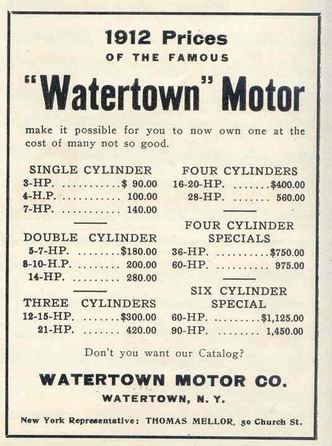 1912 Prices
OF THE FAMOUS
"Watertown" Motor
make it possible for you to now own one at the
cost of many not so good.
SINGLE CYLINDER
3-HP. .......... $ 90.00
4-H.P. .......... 100.00
7-HP. .......... 140.00
DOUBLE CYLINDER
5-7-HP. ........ $180.00
8-10-H.P. ....... 200.00
14-HP. ......... 280.00
THREE CYLINDERS
12-15-HP. ....... $300.00
21-HP. ........ 420.00
FOUR CYLINDERS
16-20-HP. ....... $400.00
28-HP. ........ 560.00
FOUR CYLINDER
SPECIALS
36-HP. ......... $750.00
60-HP. ......... 975.00
SIX CYLINDER
SPECIAL
60-HP. ........ $1,125.00
90-HP. ........ 1,450.00
Don't you want our Catalog?
WATERTOWN MOTOR CO.
WATERTOWN, N. Y.
New York Representative: THOMAS MELLOR, 50 Church St.